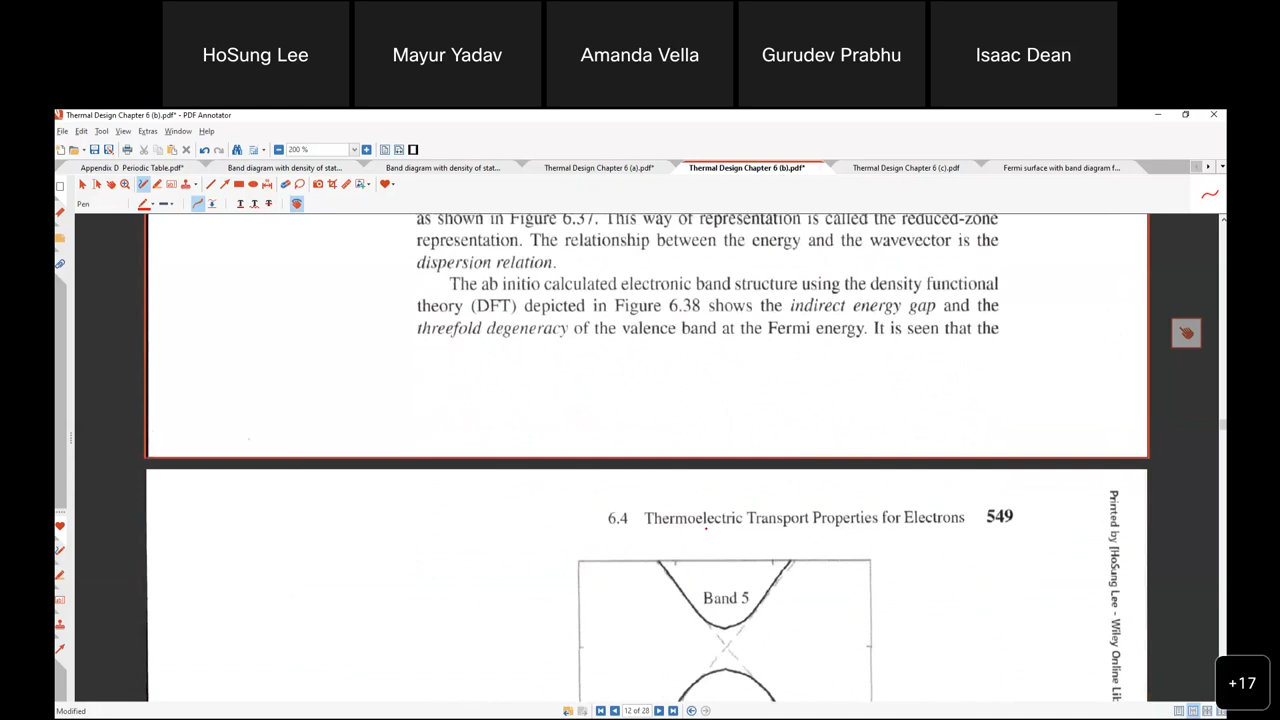 HoSung Lee
Mayur Yadav
Amanda Vella
Gurudev Prabhu
Isaac Dean
Thermal Design Chapter 6 (b).pdf* - PDF Annotator
File Edit Tool View Extras Window Help
200 %
Appendix D Periodic Table.pdf*
Band diagram with density of stat...
Band diagram with density of stat...
Thermal Design Chapter 6 (a).pdf*
Thermal Design Chapter 6 (b).pdf*
Thermal Design Chapter 6 (c).pdf
Fermi surface with band diagram f...
Pen
as shown in Figure 6.37. This way of representation is called the reduced-zone
representation. The relationship between the energy and the wavevector is the
dispersion relation.
The ab initio calculated electronic band structure using the density functional
theory (DFT) depicted in Figure 6.38 shows the indirect energy gap and the
threefold degeneracy of the valence band at the Fermi energy. It is seen that the
6.4 Thermoelectric Transport Properties for Electrons 549
Band 5
Printed by [HoSung Lee - Wiley Online Lib
+17
Modified
12 of 28